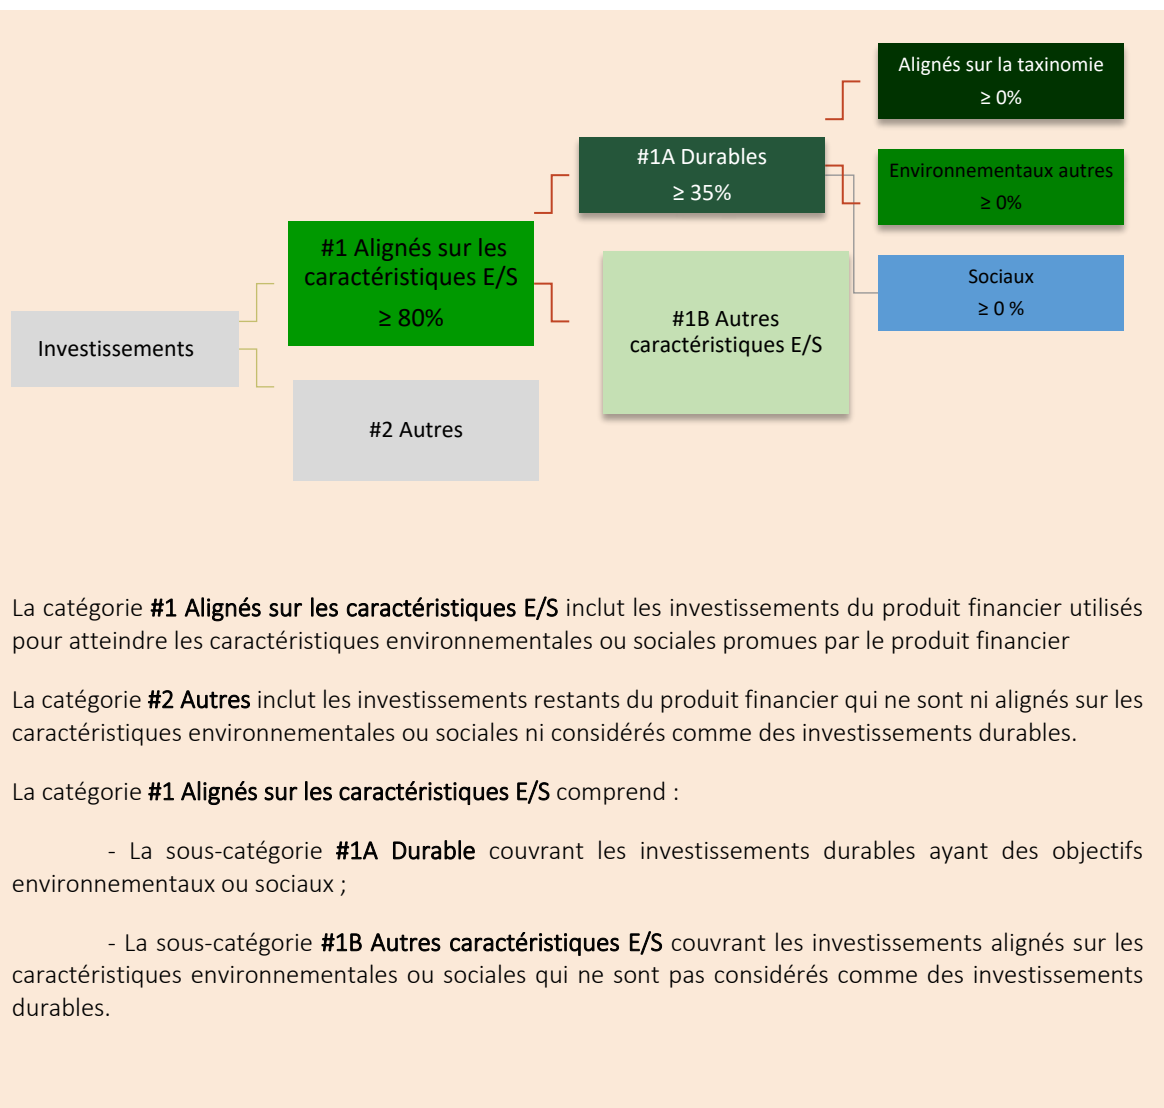 Alignés sur la taxinomie
≥ 0%
#1A Durables
≥ 35%
Environnementaux autres
≥ 0%
#1 Alignés sur les
caractéristiques E/S
≥ 80%
Sociaux
≥ 0 %
#1B Autres
caractéristiques E/S
Investissements
#2 Autres
La catégorie #1 Alignés sur les caractéristiques E/S inclut les investissements du produit financier utilisés
pour atteindre les caractéristiques environnementales ou sociales promues par le produit financier
La catégorie #2 Autres inclut les investissements restants du produit financier qui ne sont ni alignés sur les
caractéristiques environnementales ou sociales ni considérés comme des investissements durables.
La catégorie #1 Alignés sur les caractéristiques E/S comprend :
- La sous-catégorie #1A Durable couvrant les investissements durables ayant des objectifs
environnementaux ou sociaux ;
- La sous-catégorie #1B Autres caractéristiques E/S couvrant les investissements alignés sur les
caractéristiques environnementales ou sociales qui ne sont pas considérés comme des investissements
durables.